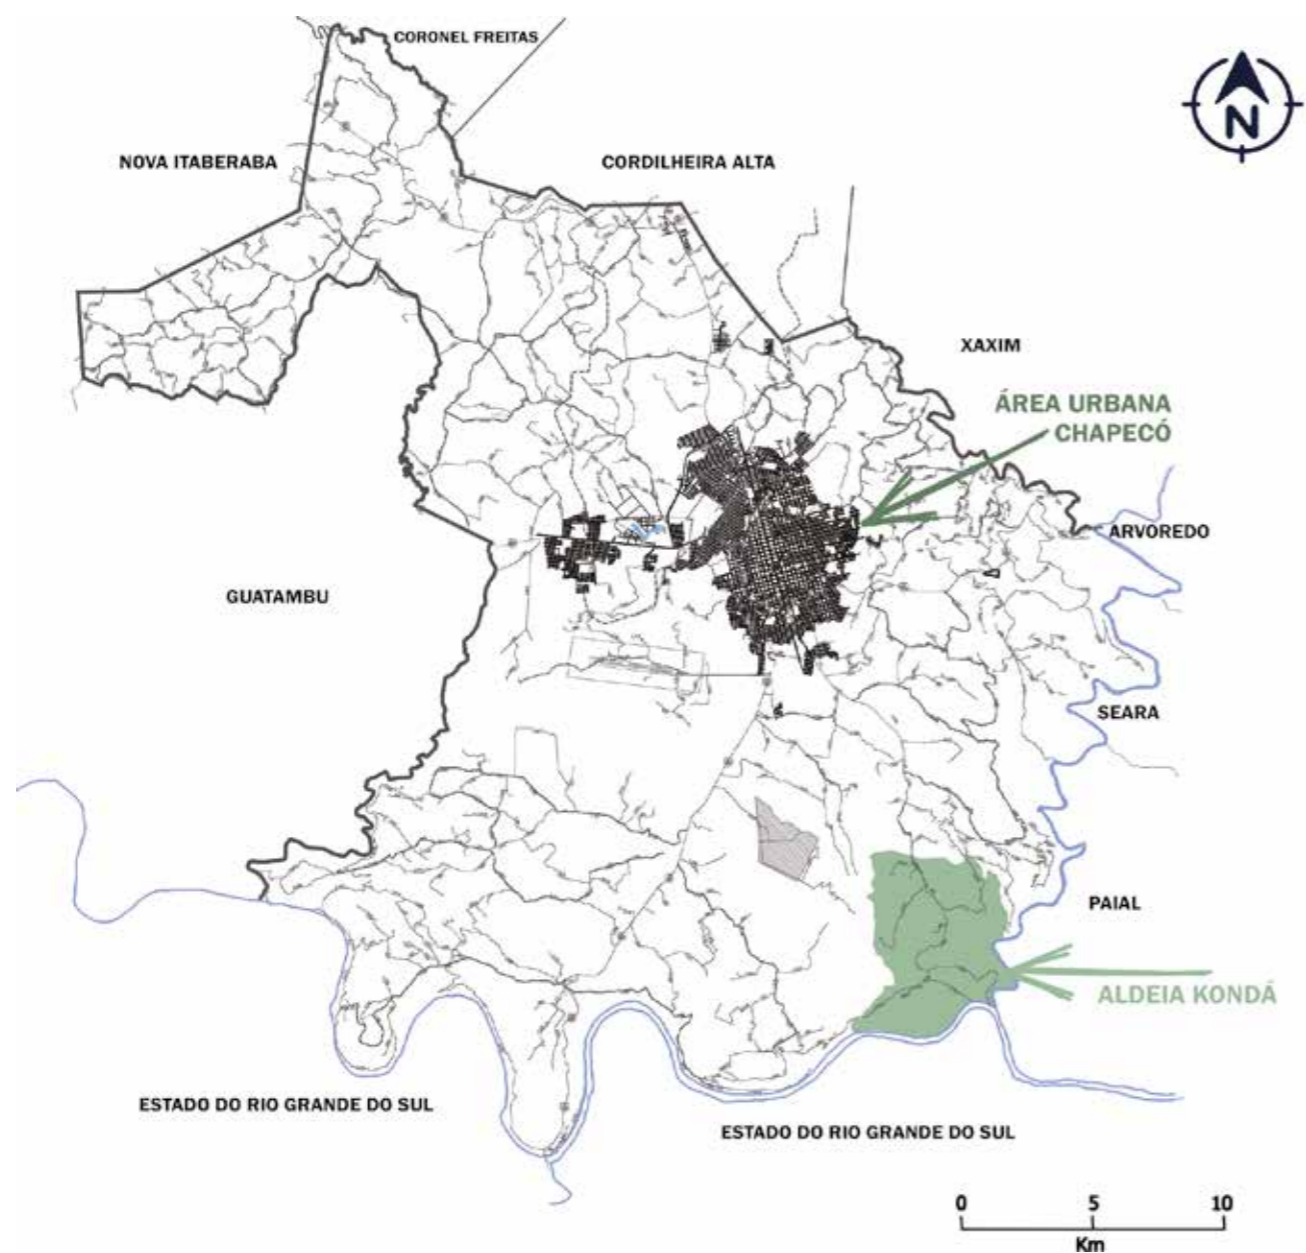 CORONEL FREITAS
N
NOVA ITABERABA
CORDILHEIRA ALTA
XAXIM
ÁREA URBANA
CHAPECÓ
ARVOREDO
GUATAMBU
SEARA
PAIAL
ALDEIA KONDÁ
ESTADO DO RIO GRANDE DO SUL
ESTADO DO RIO GRANDE DO SUL
0 5 10
Km